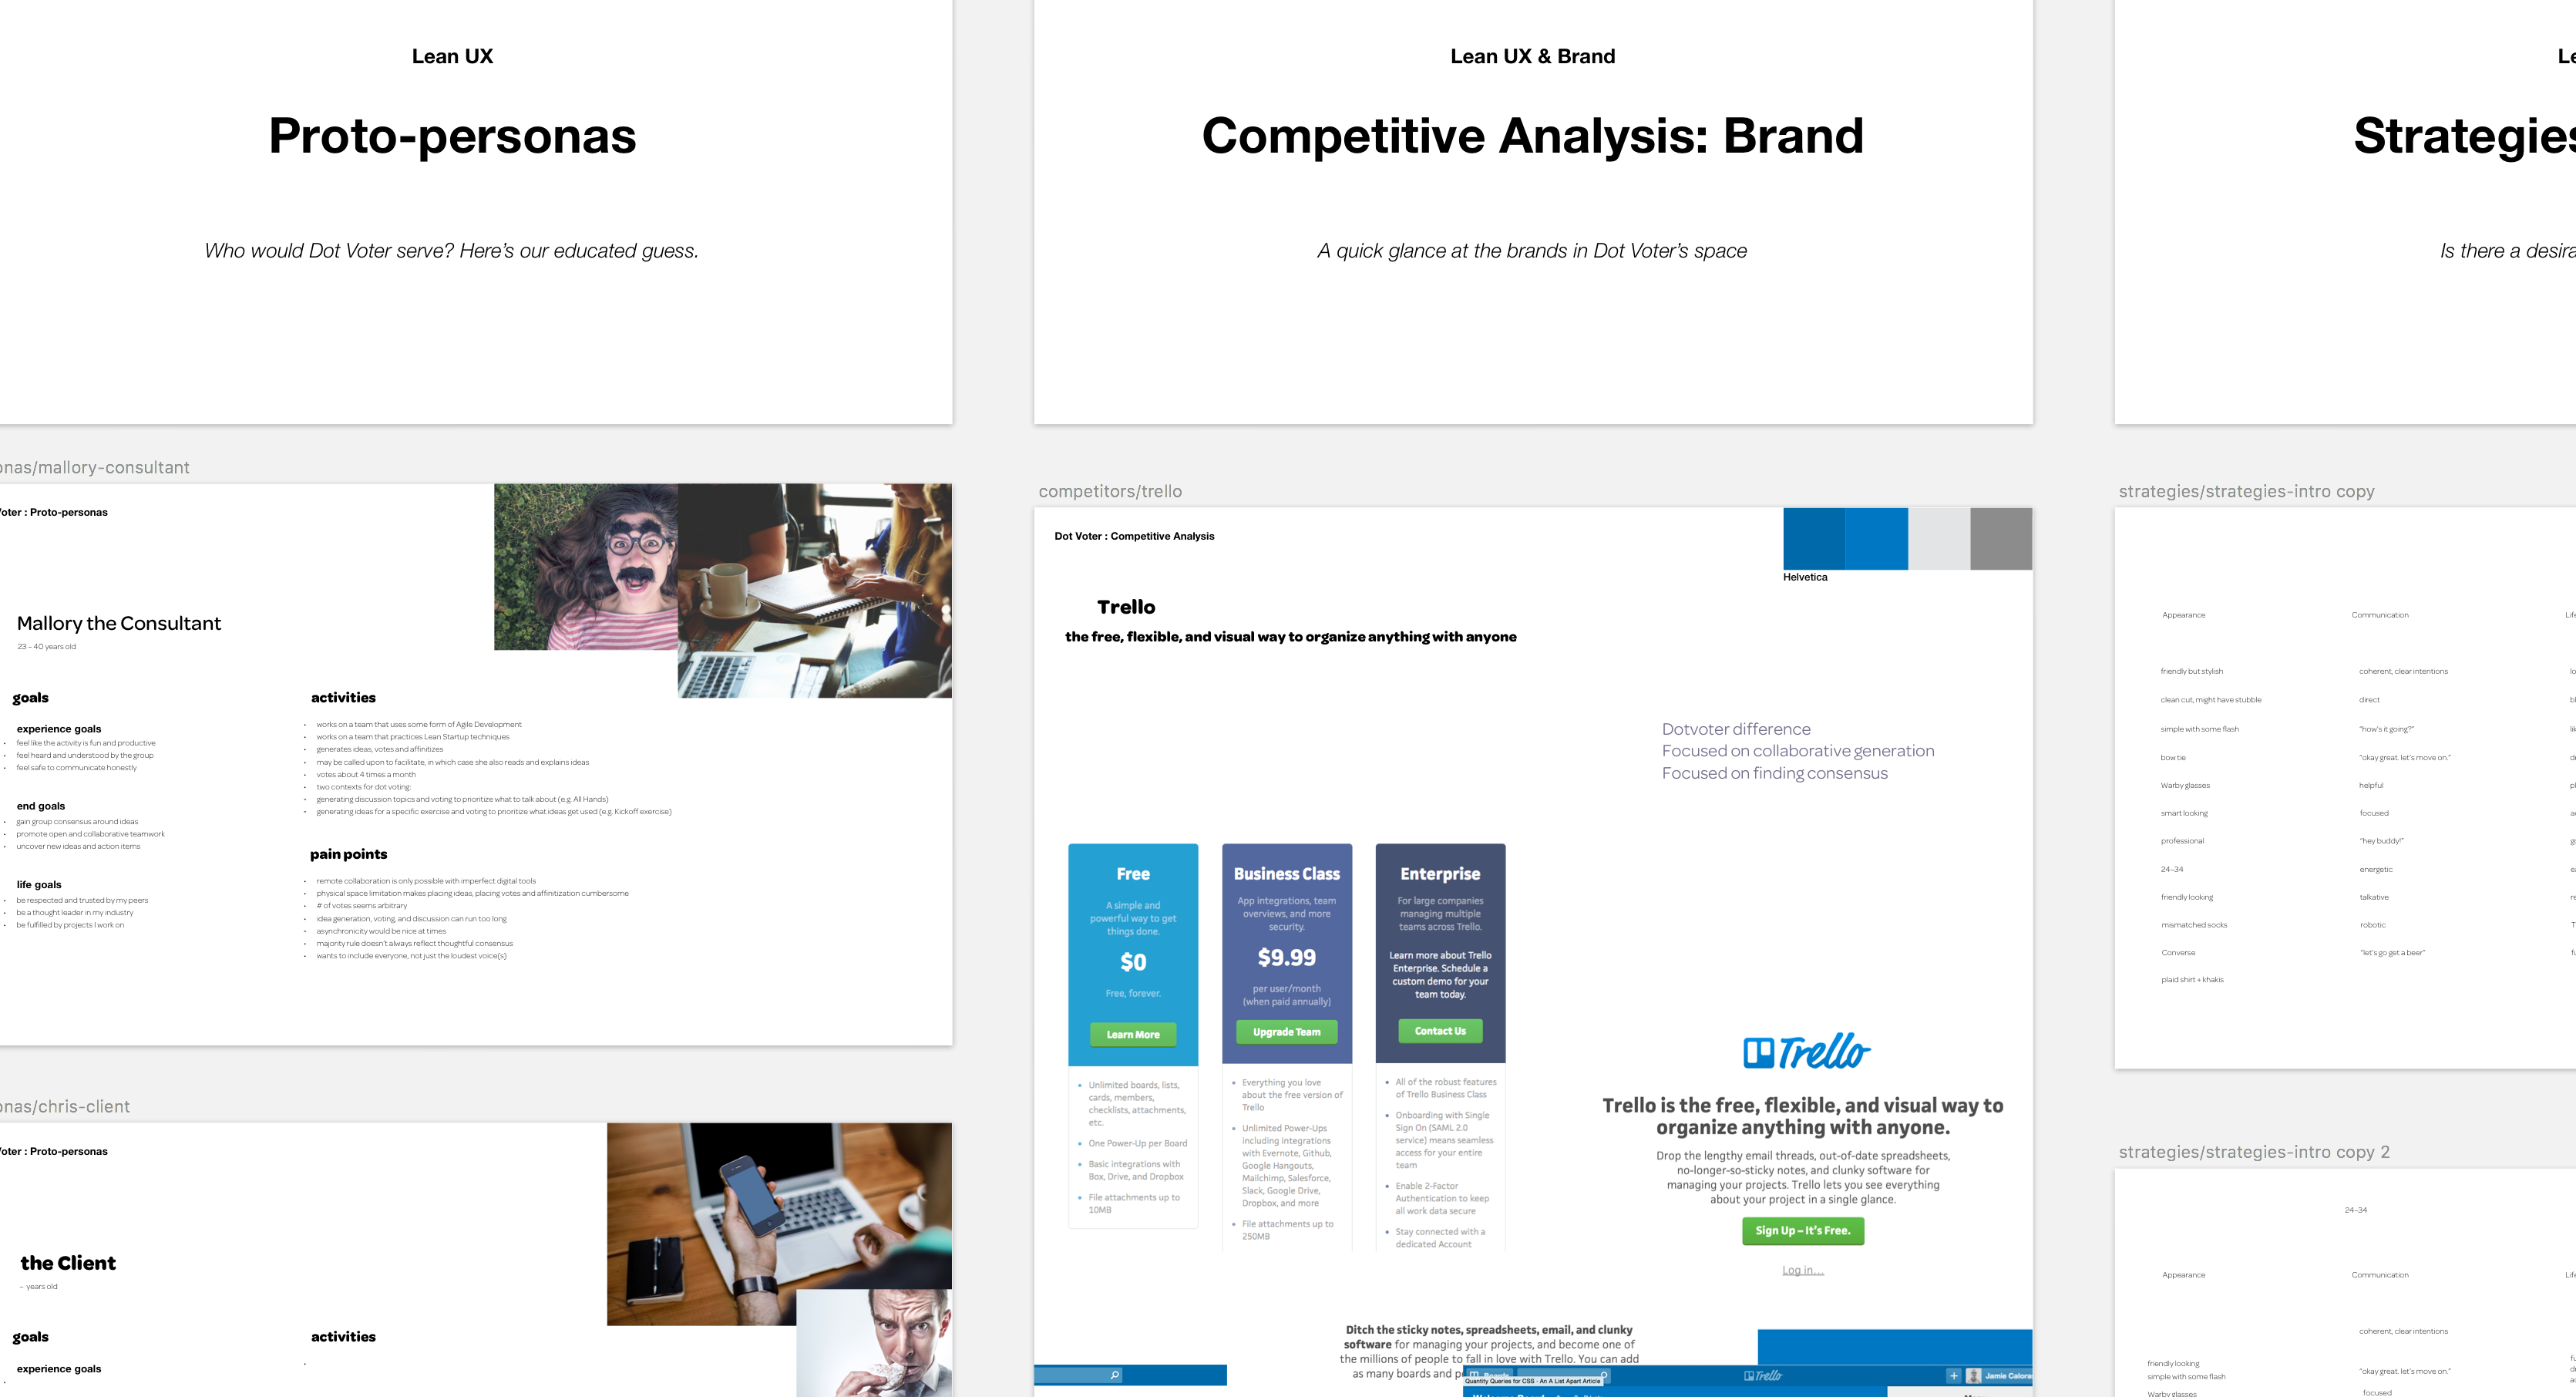 Lean UX
Proto-personas
Who would Dot Voter serve? Here's our educated guess.
onas/mallory-consultant
oter : Proto-personas
Mallory the Consultant
23 – 40 years old
goals
experience goals
• feel like the activity is fun and productive
• feel heard and understood by the group
• feel safe to communicate honestly
end goals
• gain group consensus around ideas
• promote open and collaborative teamwork
• uncover new ideas and action items
life goals
• be respected and trusted by my peers
• be a thought leader in my industry
• be fulfilled by projects I work on
activities
• works on a team that uses some form of Agile Development
• works on a team that practices Lean Startup techniques
• generates ideas, votes and affinitizes
• may be called upon to facilitate, in which case she also reads and explains ideas
• votes about 4 times a month
• two contexts for dot voting:
• generating discussion topics and voting to prioritize what to talk about (e.g. All Hands)
• generating ideas for a specific exercise and voting to prioritize what ideas get used (e.g. Kickoff exercise)
pain points
• remote collaboration is only possible with imperfect digital tools
• physical space limitation makes placing ideas, placing votes and affinitization cumbersome
• # of votes seems arbitrary
• idea generation, voting, and discussion can run too long
• asynchronicity would be nice at times
• majority rule doesn't always reflect thoughtful consensus
• wants to include everyone, not just the loudest voice(s)
onas/chris-client
oter : Proto-personas
the Client
– years old
goals
experience goals
activities
Lean UX & Brand
Competitive Analysis: Brand
A quick glance at the brands in Dot Voter's space
competitors/trello
Dot Voter : Competitive Analysis
Helvetica
Trello
the free, flexible, and visual way to organize anything with anyone
Dotvoter difference
Focused on collaborative generation
Focused on finding consensus
Free
A simple and
powerful way to get
things done.
$0
Free, forever.
Learn More
• Unlimited boards, lists,
cards, members,
checklists, attachments,
etc.
• One Power-Up per Board
• Basic integrations with
Box, Drive, and Dropbox
• File attachments up to
10MB
Business Class
App integrations, team
overviews, and more
security.
$9.99
per user/month
(when paid annually)
Upgrade Team
• Everything you love
about the free version of
Trello
• Unlimited Power-Ups
including integrations
with Evernote, Github,
Google Hangouts,
Mailchimp, Salesforce,
Slack, Google Drive,
Dropbox, and more
• File attachments up to
250MB
Enterprise
For large companies
managing multiple
teams across Trello.
Learn more about Trello
Enterprise. Schedule a
custom demo for your
team today.
Contact Us
• All of the robust features
of Trello Business Class
• Onboarding with Single
Sign On (SAML 2.0
service) means seamless
access for your entire
team
• Enable 2-Factor
Authentication to keep
all work data secure
• Stay connected with a
dedicated Account
Trello
Trello is the free, flexible, and visual way to
organize anything with anyone.
Drop the lengthy email threads, out-of-date spreadsheets,
no-longer-so-sticky notes, and clunky software for
managing your projects. Trello lets you see everything
about your project in a single glance.
Sign Up – It's Free.
Log in...
Ditch the sticky notes, spreadsheets, email, and clunky
software for managing your projects, and become one of
the millions of people to fall in love with Trello. You can add
as many boards and
Boards
Quantity Queries for CSS · An A List Apart Article
Trello
Jamie Calora
Le
Strategies
Is there a desira
strategies/strategies-intro copy
Appearance
friendly but stylish
clean cut, might have stubble
simple with some flash
bow tie
Warby glasses
smart looking
professional
24–34
friendly looking
mismatched socks
Converse
plaid shirt + khakis
Communication
coherent, clear intentions
direct
"how's it going?"
"okay great. let's move on."
helpful
focused
"hey buddy!"
energetic
talkative
robotic
"let's go get a beer"
Life
strategies/strategies-intro copy 2
24–34
Appearance
friendly looking
simple with some flash
Warby glasses
Communication
coherent, clear intentions
"okay great. let's move on."
focused